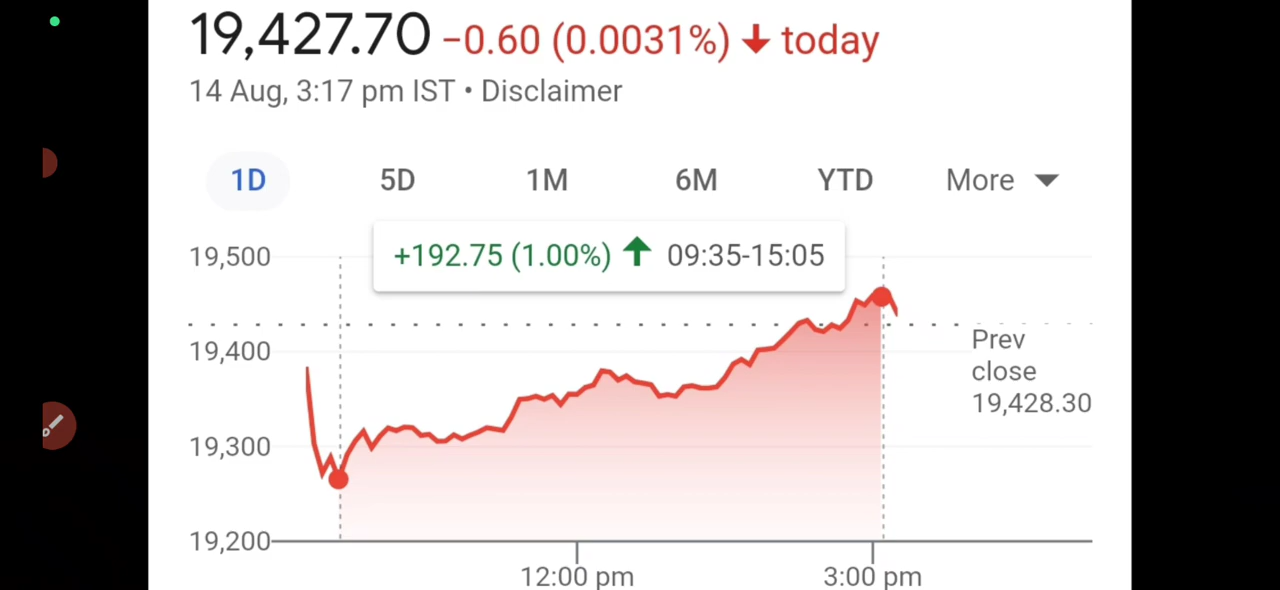 19,427.70 −0.60 (0.0031%) ↓ today
14 Aug, 3:17 pm IST • Disclaimer
1D 5D 1M 6M YTD More
+192.75 (1.00%) ↑ 09:35-15:05
19,500
19,400
19,300
19,200
Prev
close
19,428.30
12:00 pm 3:00 pm